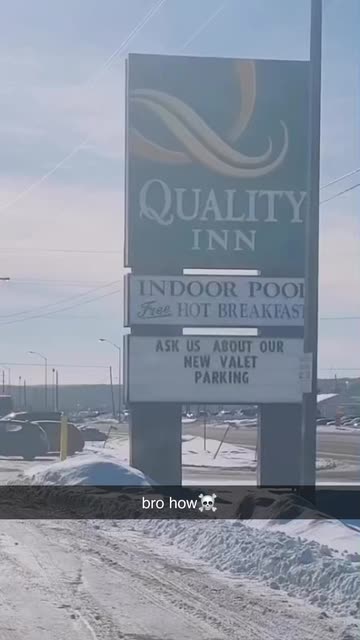 QUALITY
INN
INDOOR POOL
Free HOT BREAKFAST
ASK US ABOUT OUR
NEW VALET
PARKING
bro how☠️